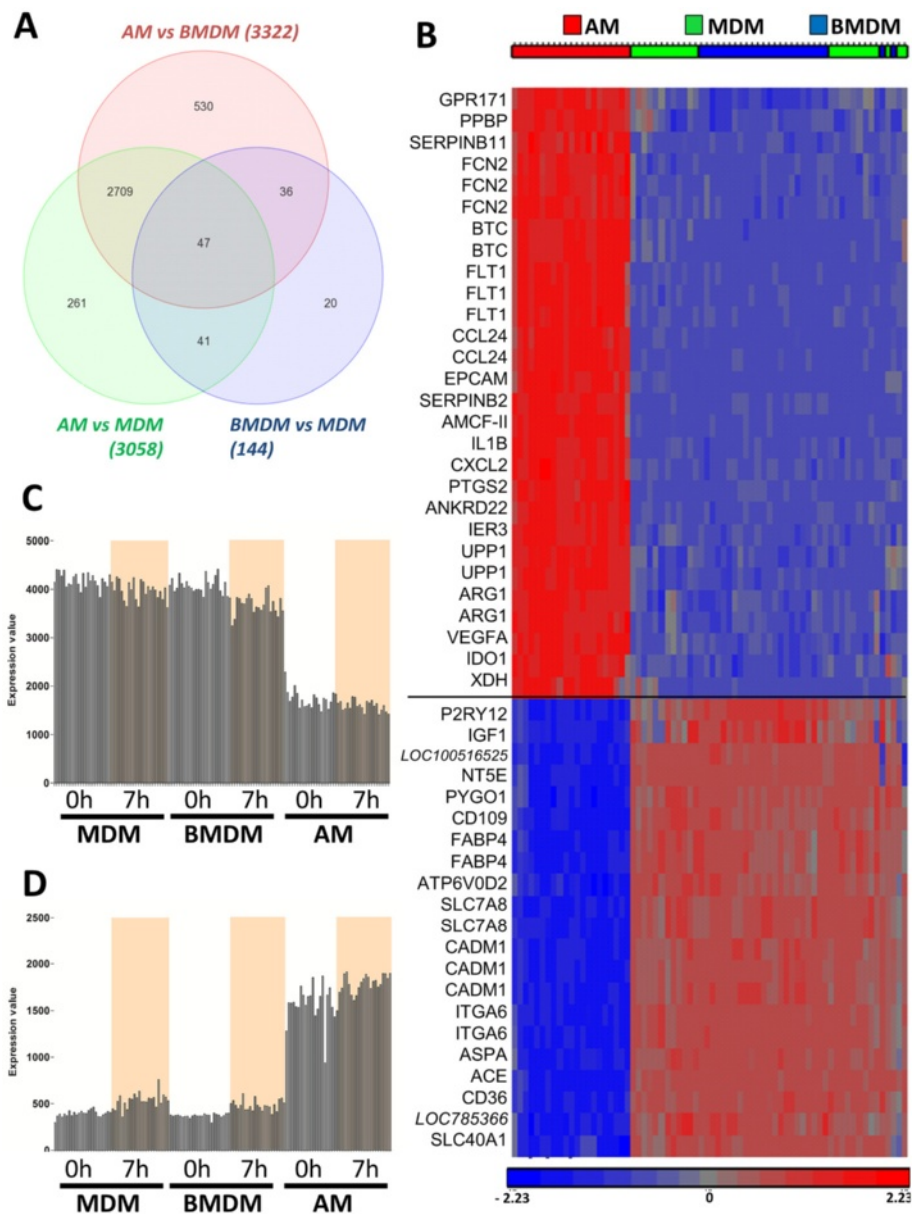 A
AM vs BMDM (3322)
530
2709
36
47
261
20
41
AM vs MDM
(3058)
BMDM vs MDM
(144)
B
AM
MDM
BMDM
GPR171
PPBP
SERPINB11
FCN2
FCN2
FCN2
BTC
BTC
FLT1
FLT1
FLT1
CCL24
CCL24
EPCAM
SERPINB2
AMCF-II
IL1B
CXCL2
PTGS2
ANKRD22
IER3
UPP1
UPP1
ARG1
ARG1
VEGFA
IDO1
XDH
P2RY12
IGF1
LOC100516525
NT5E
PYGO1
CD109
FABP4
FABP4
ATP6V0D2
SLC7A8
SLC7A8
CADM1
CADM1
CADM1
ITGA6
ITGA6
ASPA
ACE
CD36
LOC785366
SLC40A1
- 2.23 0 2.23
C
Expression value
5000
4000
3000
2000
1000
0
0h 7h 0h 7h 0h 7h
MDM BMDM AM
D
Expression value
2500
2000
1500
1000
500
0
0h 7h 0h 7h 0h 7h
MDM BMDM AM